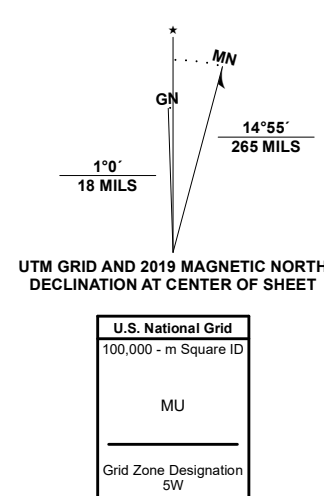 ★
MN
GN
14°55´
265 MILS
1°0´
18 MILS
UTM GRID AND 2019 MAGNETIC NORTH
DECLINATION AT CENTER OF SHEET
U.S. National Grid
100,000 - m Square ID
MU
Grid Zone Designation
5W